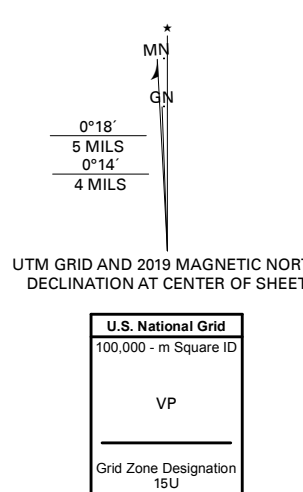 ★
MN
GN
0°18´
5 MILS
0°14´
4 MILS
UTM GRID AND 2019 MAGNETIC NORT
DECLINATION AT CENTER OF SHEET
U.S. National Grid
100,000 - m Square ID
VP
Grid Zone Designation
15U